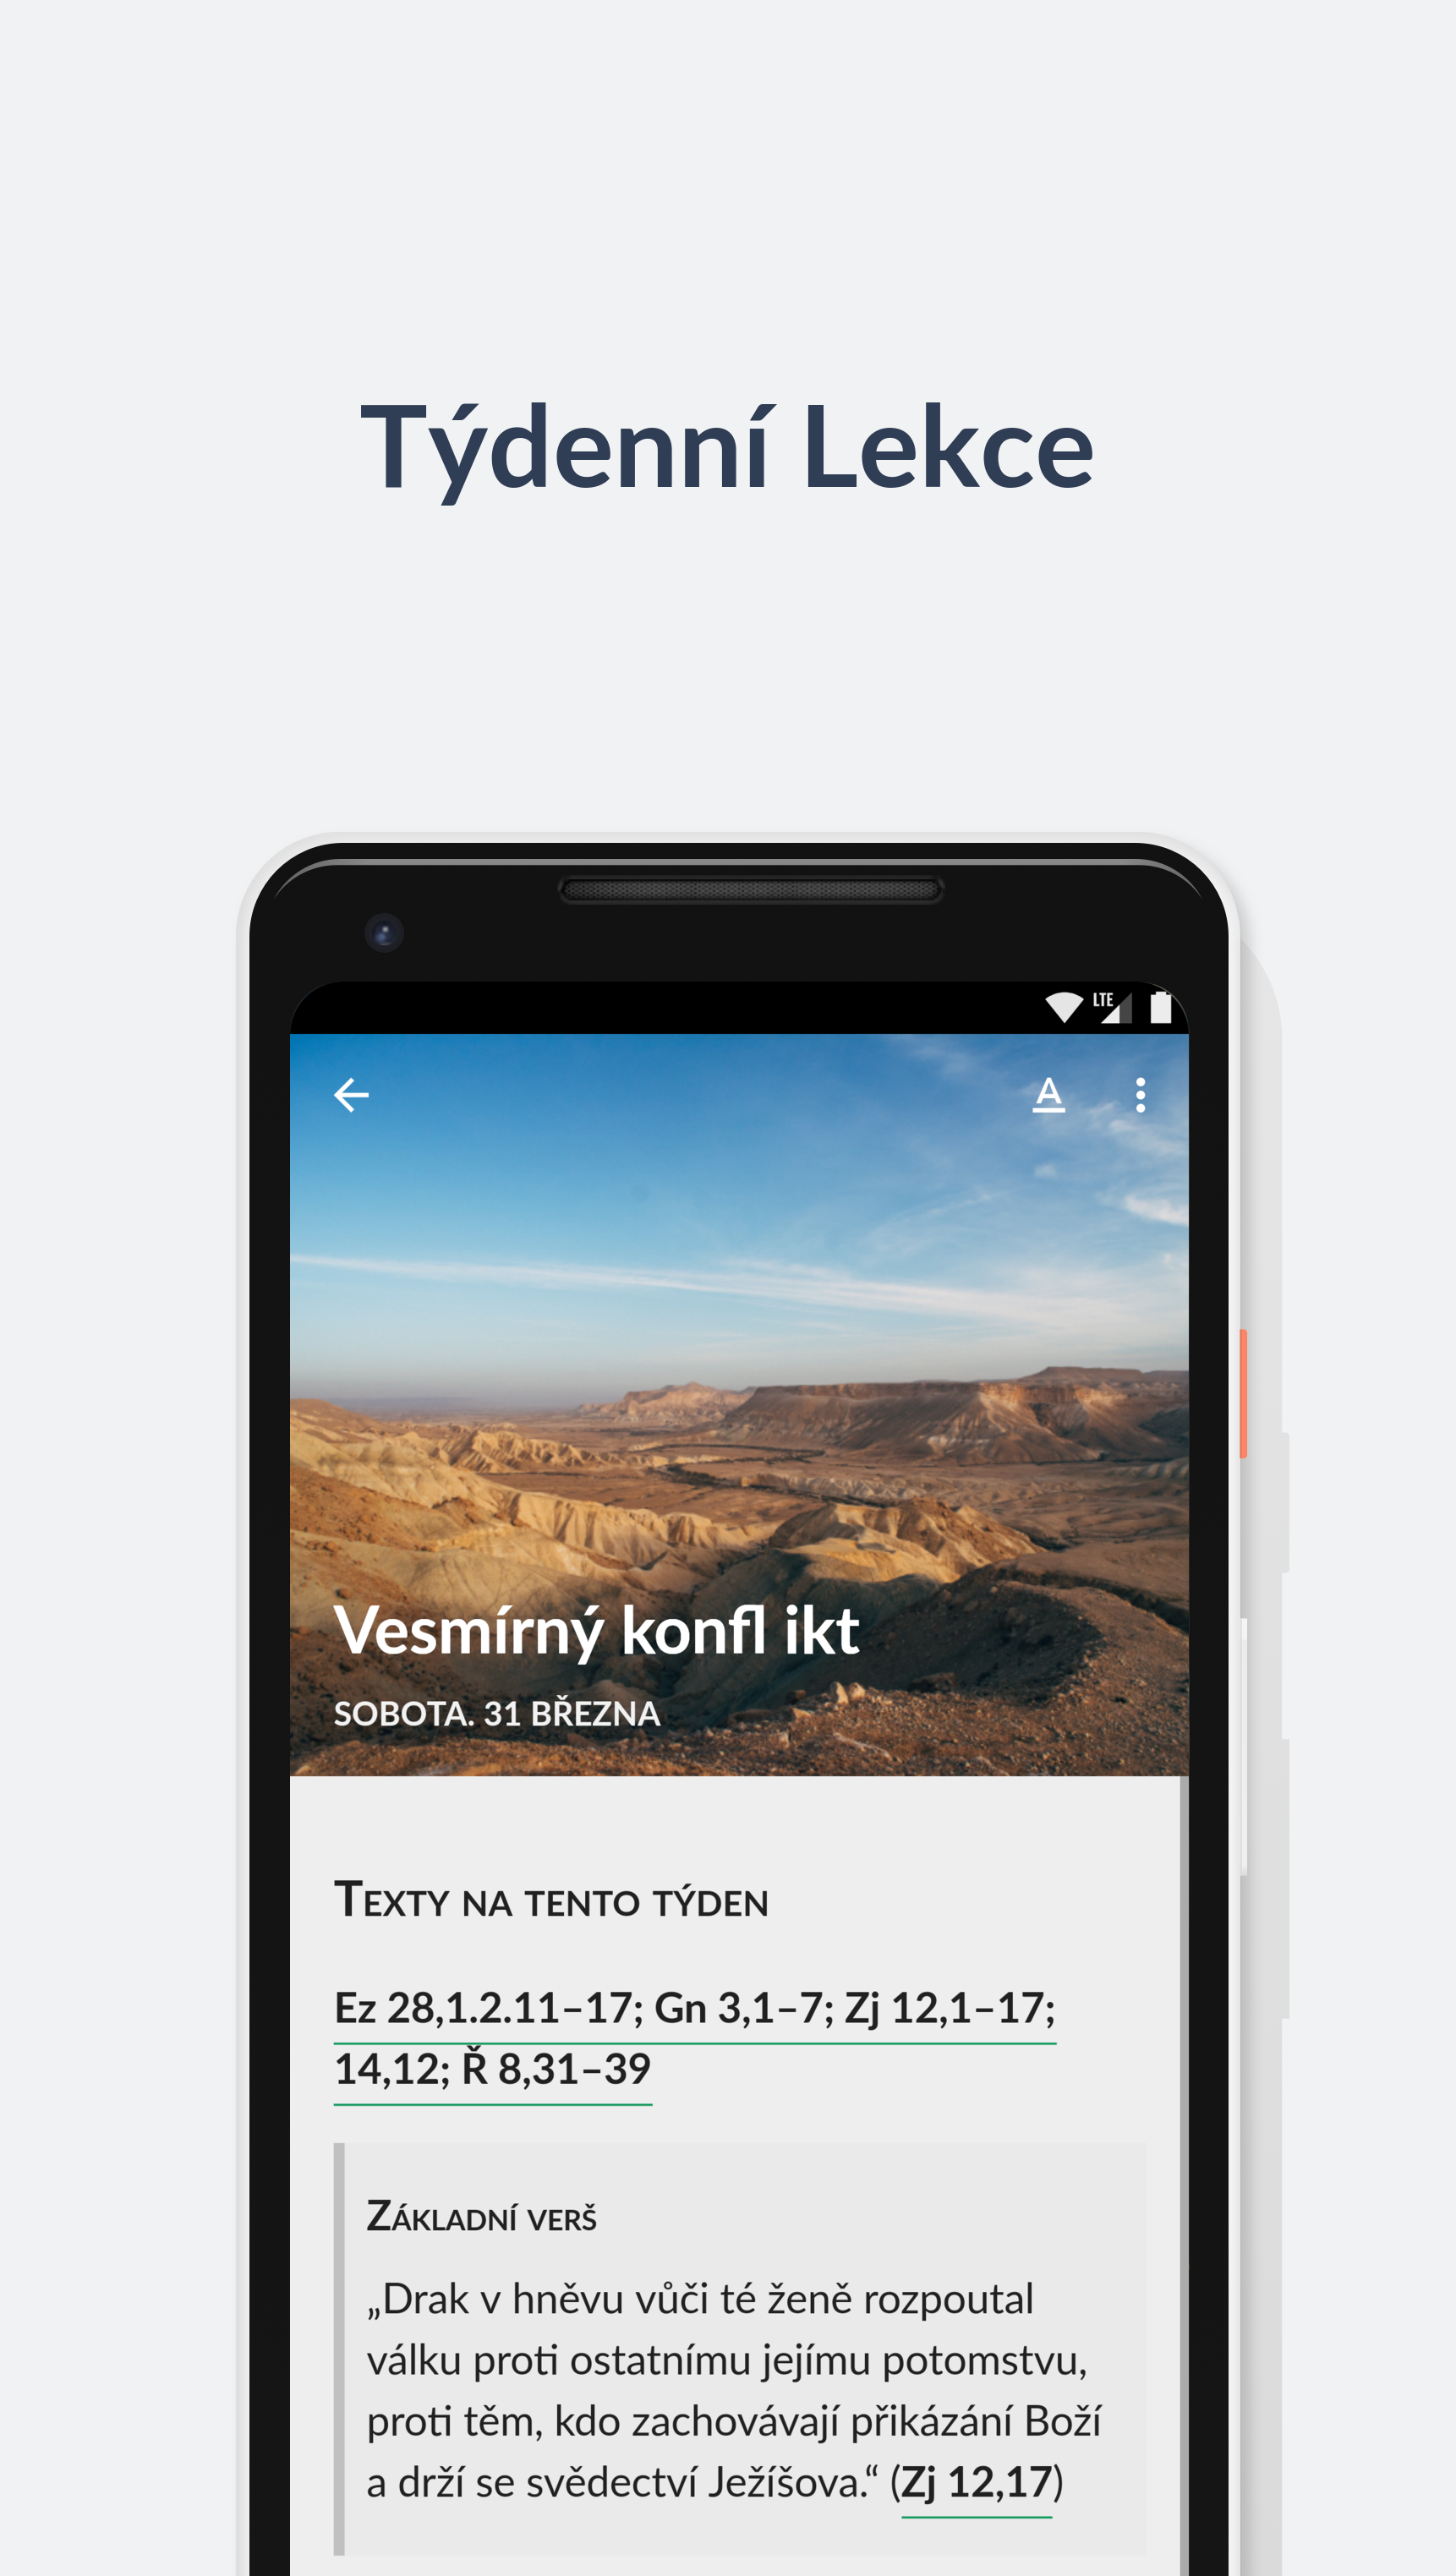 Týdenní Lekce
LTE
A
Vesmírný konfl ikt
SOBOTA. 31 BŘEZNA
Texty na tento týden
Ez 28,1.2.11–17; Gn 3,1–7; Zj 12,1–17;
14,12; Ř 8,31–39
Základní verš
„Drak v hněvu vůči té ženě rozpoutal
válku proti ostatnímu jejímu potomstvu,
proti těm, kdo zachovávají přikázání Boží
a drží se svědectví Ježíšova.“ (Zj 12,17)